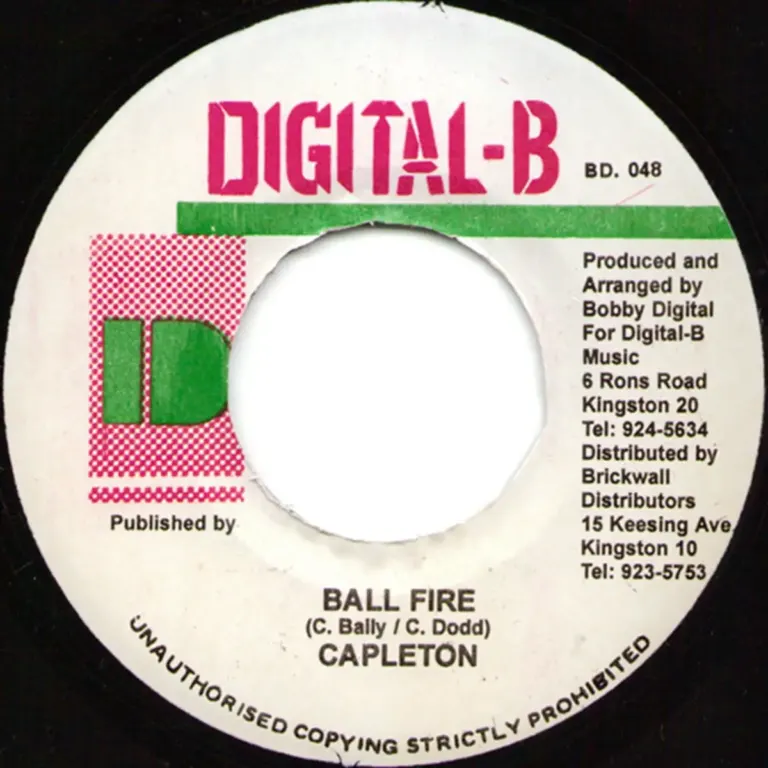 DIGITAL-B
BD. 048
Produced and
Arranged by
Bobby Digital
For Digital-B
Music
6 Rons Road
Kingston 20
Tel: 924-5634
Distributed by
Brickwall
Distributors
15 Keesing Ave
Kingston 10
Tel: 923-5753
D
Published by
BALL FIRE
(C. Bally / C. Dodd)
CAPLETON
UNAUTHORISED COPYING STRICTLY PROHIBITED